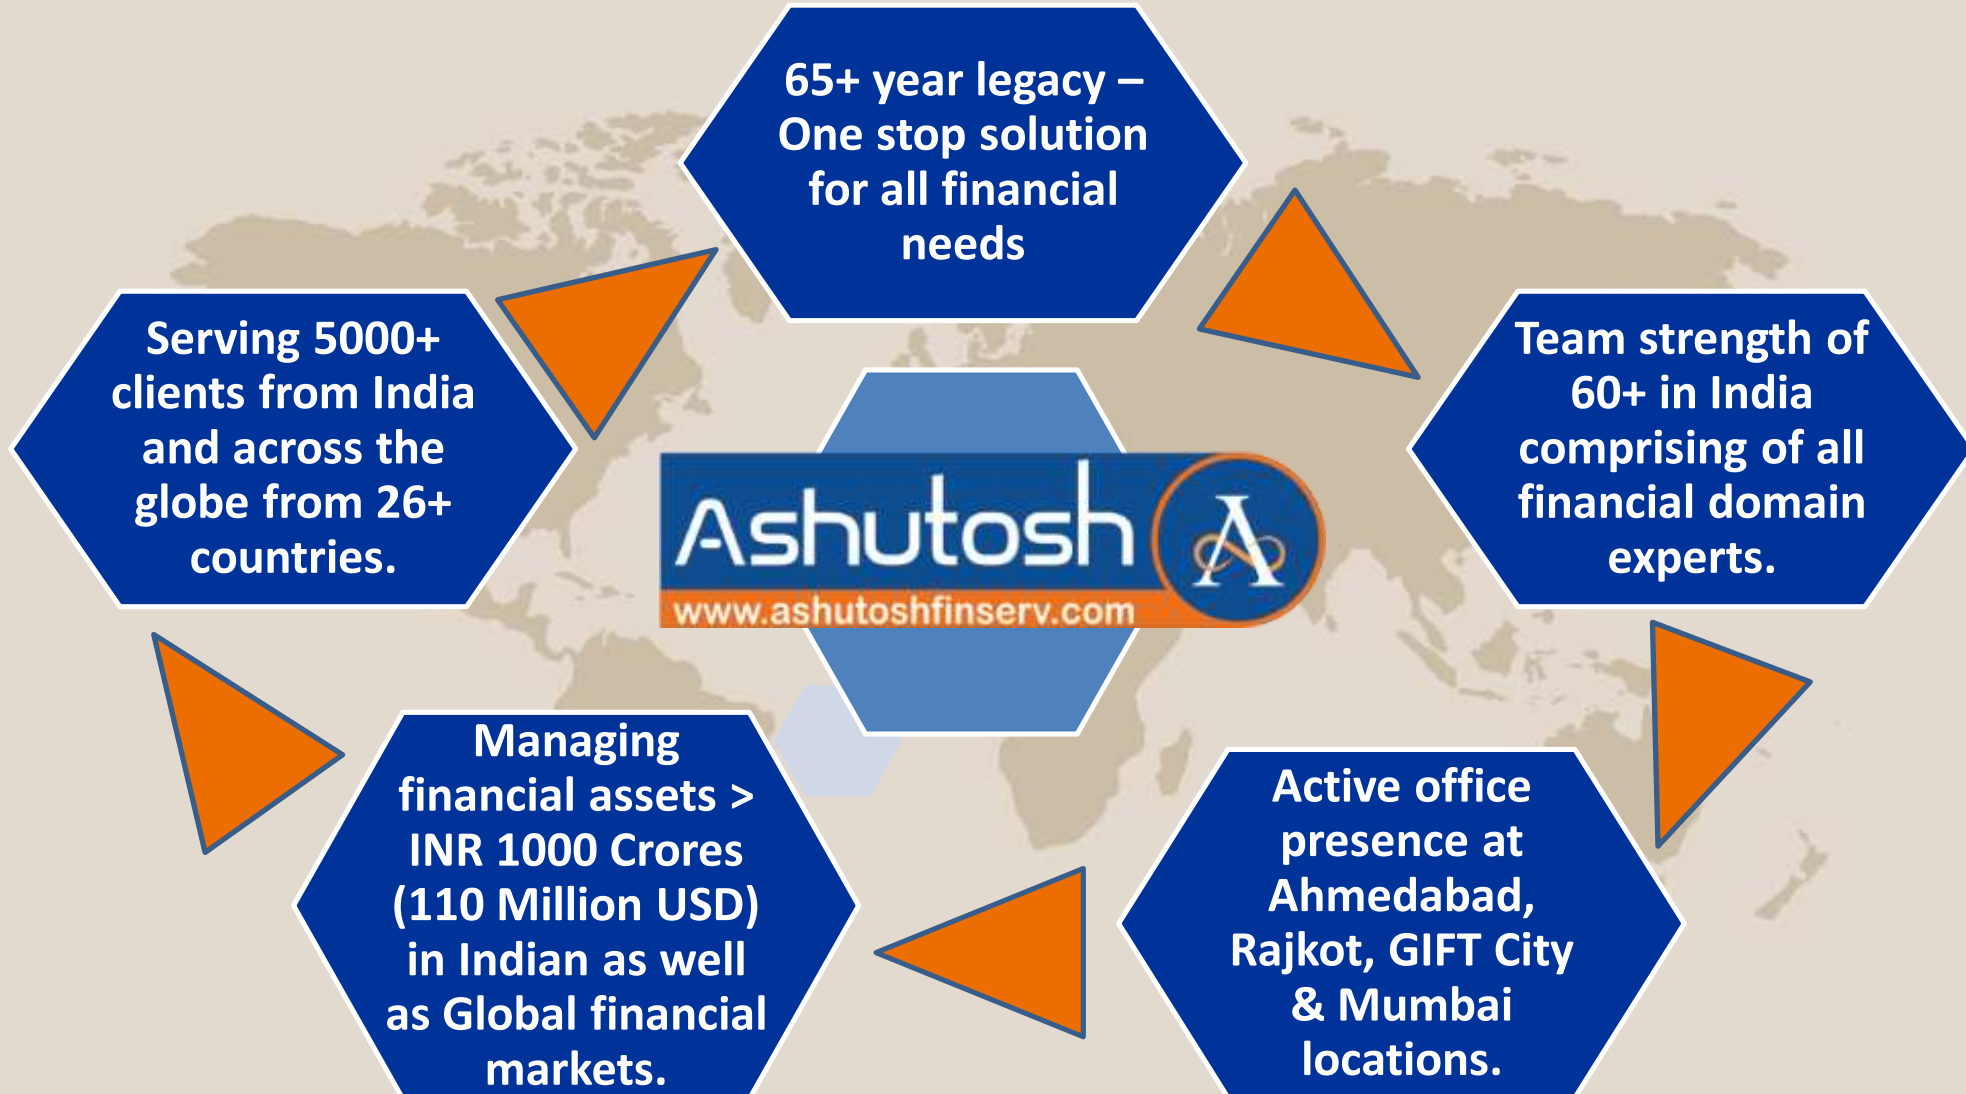 65+ year legacy –
One stop solution
for all financial
needs
Team strength of
60+ in India
comprising of all
financial domain
experts.
Active office
presence at
Ahmedabad,
Rajkot, GIFT City
& Mumbai
locations.
Managing
financial assets >
INR 1000 Crores
(110 Million USD)
in Indian as well
as Global financial
markets.
Serving 5000+
clients from India
and across the
globe from 26+
countries.
Ashutosh
A
www.ashutoshfinserv.com